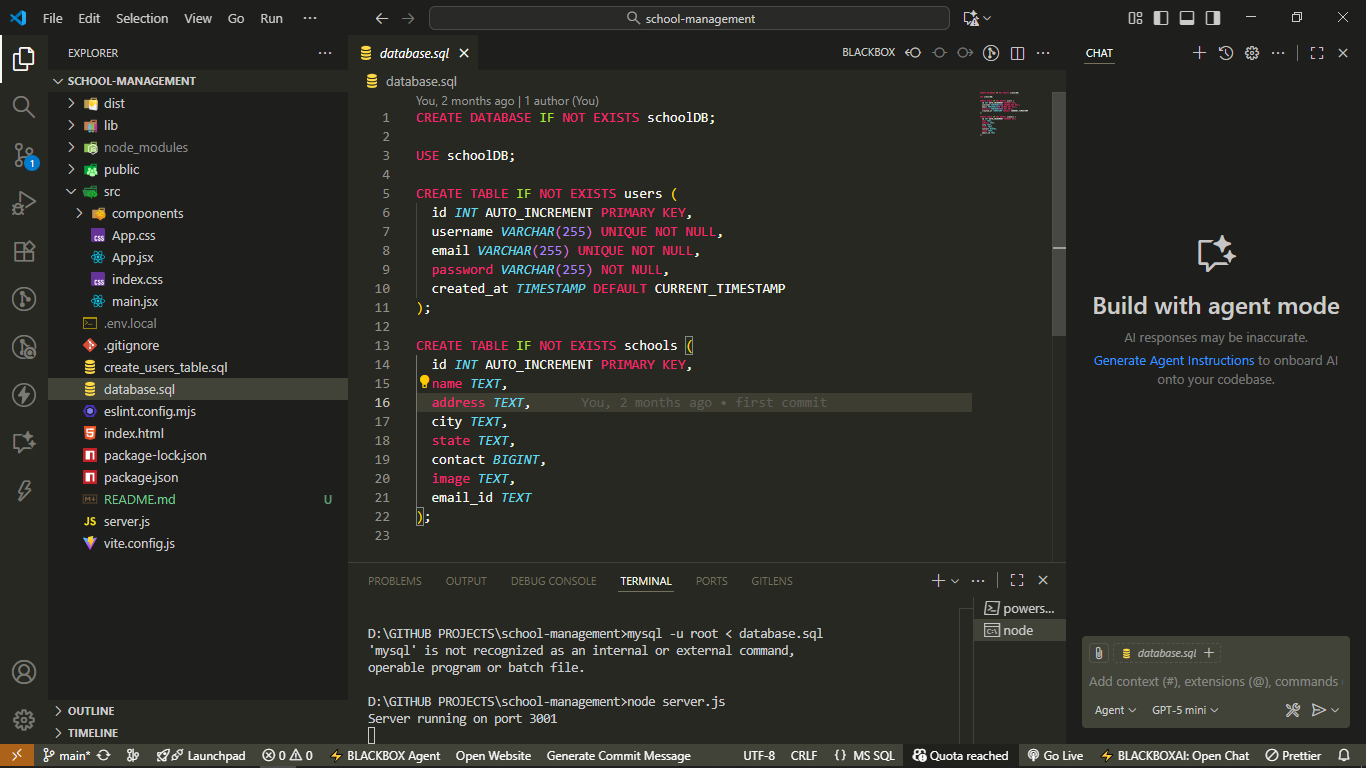 File Edit Selection View Go Run ···
school-management
EXPLORER ···
SCHOOL-MANAGEMENT
dist
lib
node_modules
public
src
components
App.css
App.jsx
index.css
main.jsx
.env.local
.gitignore
create_users_table.sql
database.sql
eslint.config.mjs
index.html
package-lock.json
package.json
README.md U
server.js
vite.config.js
OUTLINE
TIMELINE
database.sql
BLACKBOX
database.sql
You, 2 months ago | 1 author (You)
1 CREATE DATABASE IF NOT EXISTS schoolDB;
2
3 USE schoolDB;
4
5 CREATE TABLE IF NOT EXISTS users (
6 id INT AUTO_INCREMENT PRIMARY KEY,
7 username VARCHAR(255) UNIQUE NOT NULL,
8 email VARCHAR(255) UNIQUE NOT NULL,
9 password VARCHAR(255) NOT NULL,
10 created_at TIMESTAMP DEFAULT CURRENT_TIMESTAMP
11 );
12
13 CREATE TABLE IF NOT EXISTS schools (
14 id INT AUTO_INCREMENT PRIMARY KEY,
15 name TEXT,
16 address TEXT, You, 2 months ago • first commit
17 city TEXT,
18 state TEXT,
19 contact BIGINT,
20 image TEXT,
21 email_id TEXT
22 );
23
PROBLEMS OUTPUT DEBUG CONSOLE TERMINAL PORTS GITLENS
D:\GITHUB PROJECTS\school-management>mysql -u root < database.sql
'mysql' is not recognized as an internal or external command,
operable program or batch file.
D:\GITHUB PROJECTS\school-management>node server.js
Server running on port 3001
powers...
node
CHAT
Build with agent mode
AI responses may be inaccurate.
Generate Agent Instructions to onboard AI
onto your codebase.
database.sql
Add context (#), extensions (@), commands
Agent GPT-5 mini
1
main* Launchpad 0 0 BLACKBOX Agent Open Website Generate Commit Message UTF-8 CRLF { } MS SQL Quota reached Go Live BLACKBOXAI: Open Chat Prettier